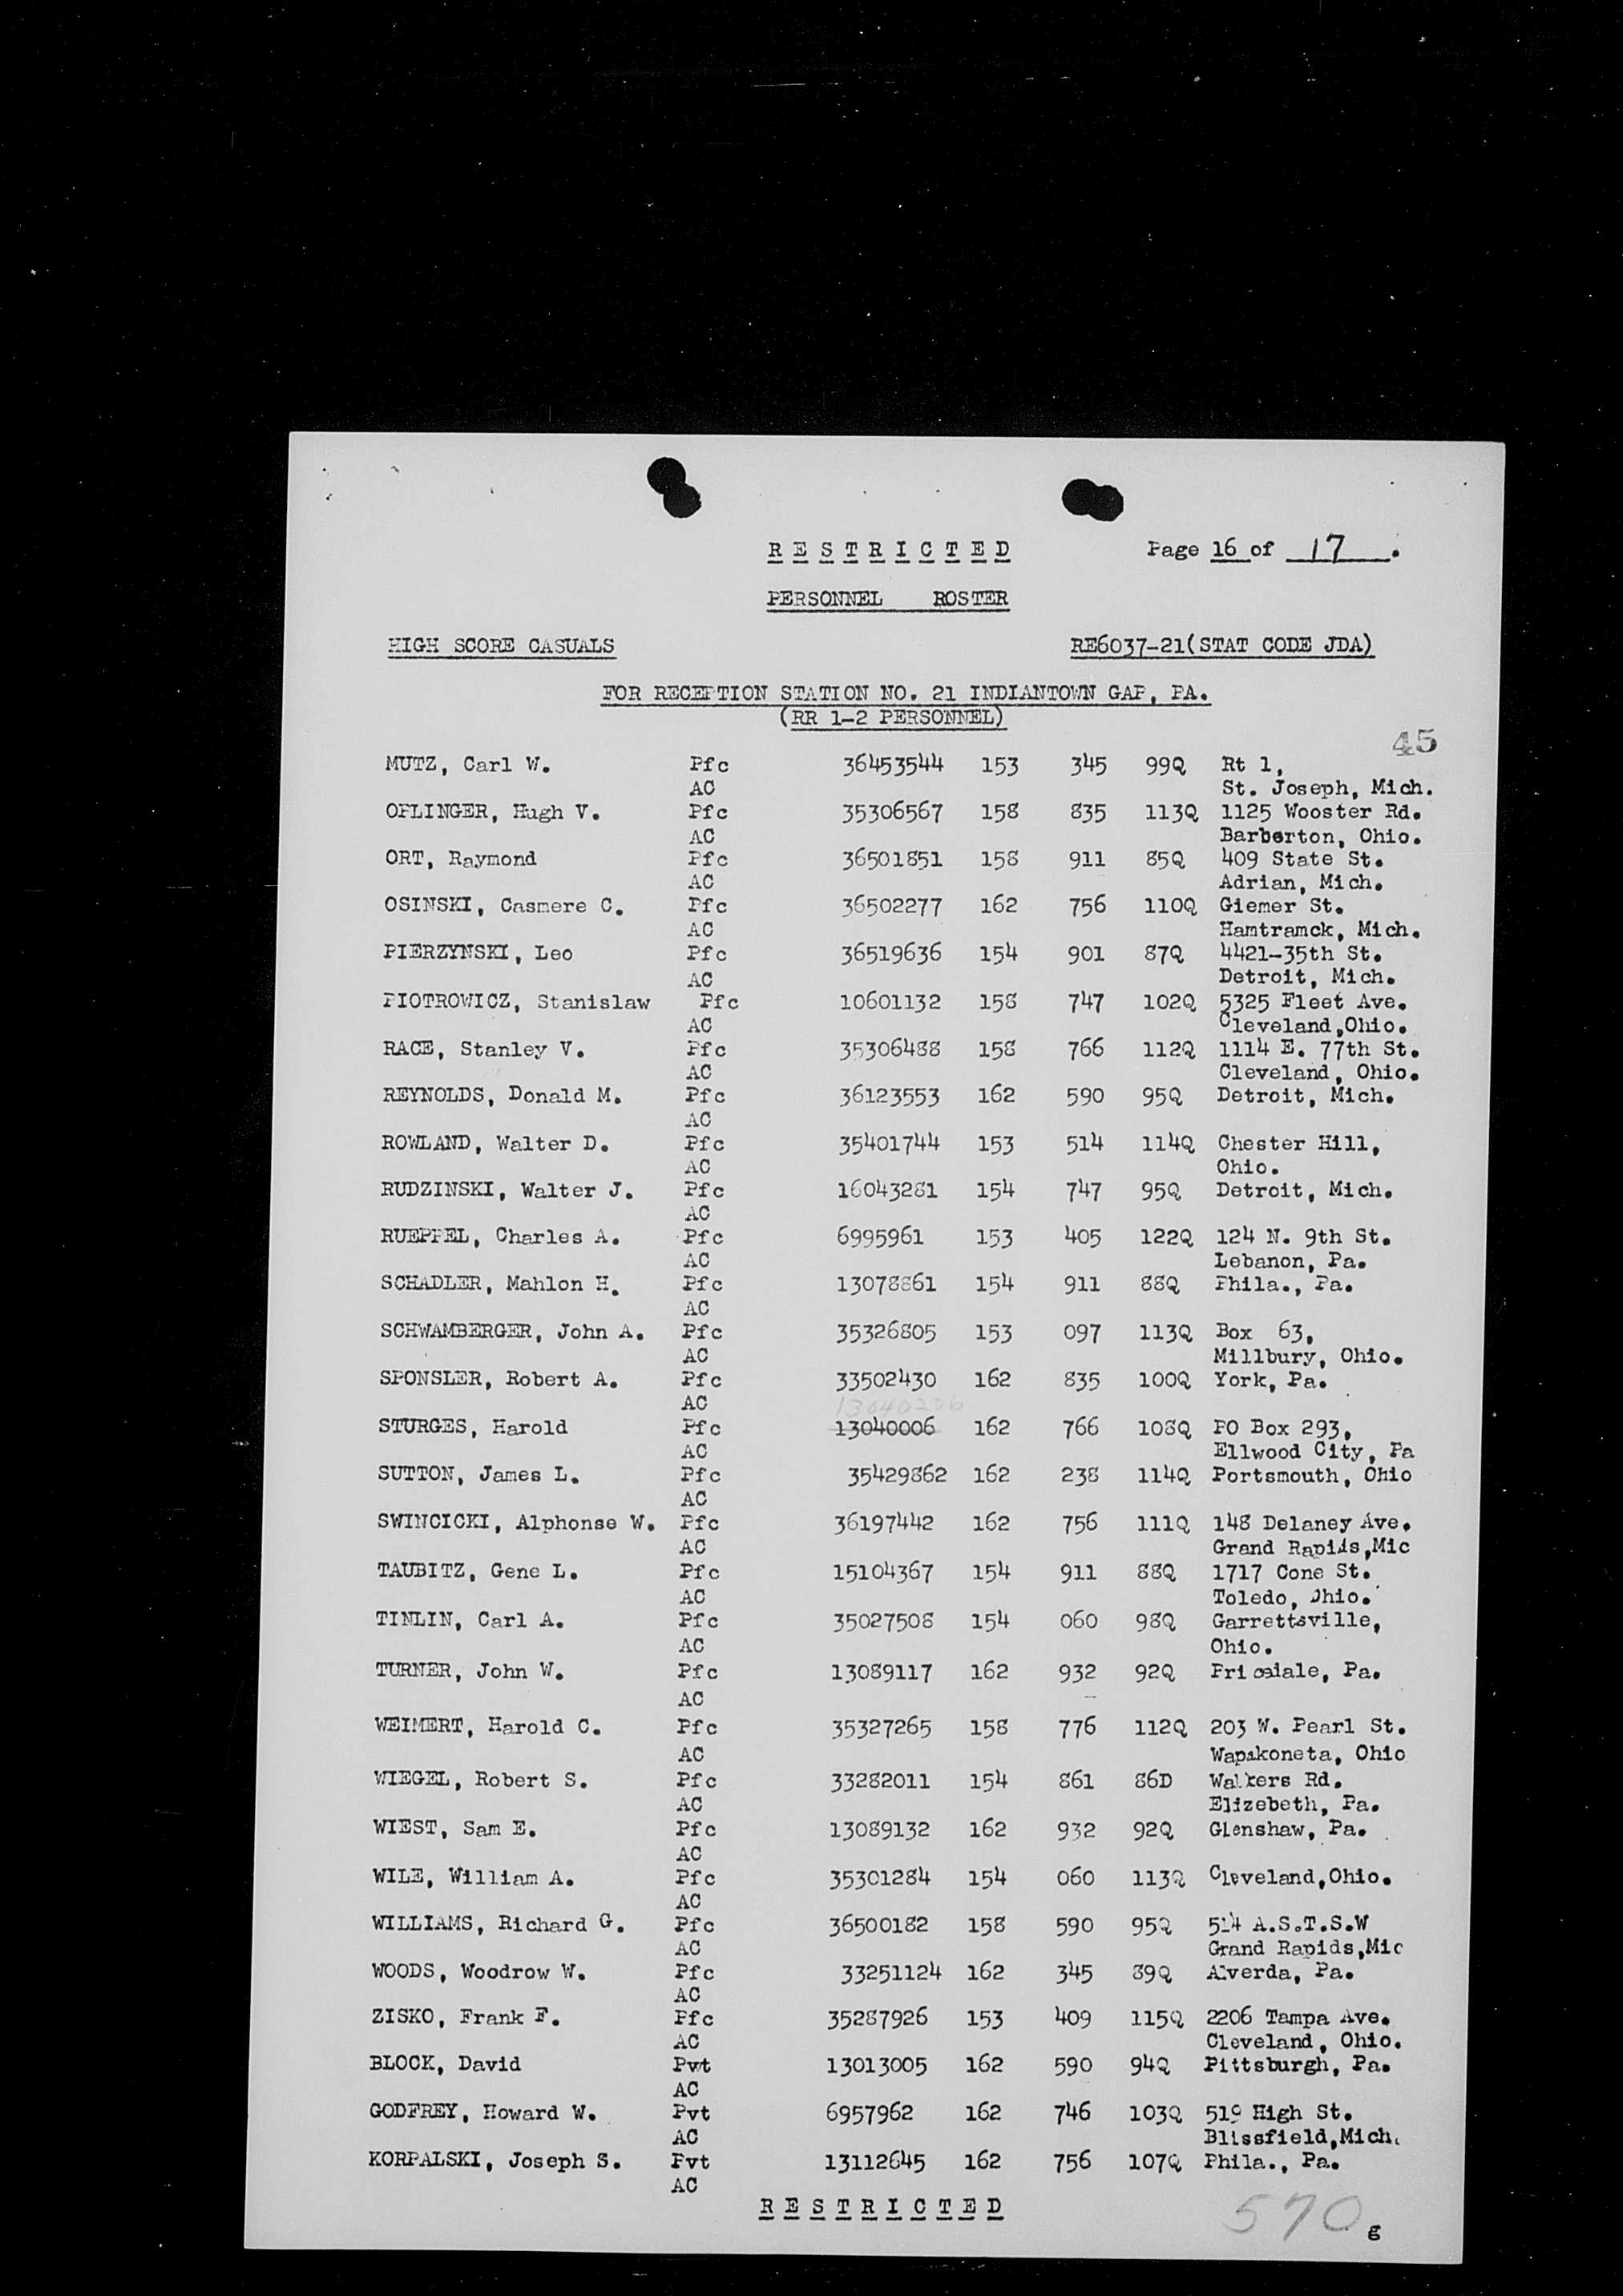 RESTRICTED Page 16 of 17.
PERSONNEL ROSTER
HIGH SCORE CASUALS RE6037-21(STAT CODE JDA)
FOR RECEPTION STATION NO. 21 INDIANTOWN GAP, PA.
(RR 1-2 PERSONNEL)
45
MUTZ, Carl W. Pfc 36453544 153 345 99Q Rt 1,
AC St. Joseph, Mich.
OPLINGER, Hugh V. Pfc 35306567 158 835 113Q 1125 Wooster Rd.
AC Barberton, Ohio.
ORT, Raymond Pfc 36501851 158 911 85Q 409 State St.
AC Adrian, Mich.
OSINSKI, Casmere C. Pfc 36502277 162 756 110Q Giemer St.
AC Hamtramck, Mich.
PIERZYNSKI, Leo Pfc 36519636 154 901 87Q 4421-35th St.
AC Detroit, Mich.
PIOTROWICZ, Stanislaw Pfc 10601132 158 747 102Q 5325 Fleet Ave.
AC Cleveland,Ohio.
RACE, Stanley V. Pfc 35306488 158 766 112Q 1114 E. 77th St.
AC Cleveland, Ohio.
REYNOLDS, Donald M. Pfc 36123553 162 590 95Q Detroit, Mich.
AC
ROWLAND, Walter D. Pfc 35401744 153 514 114Q Chester Hill,
AC Ohio.
RUDZINSKI, Walter J. Pfc 16043281 154 747 95Q Detroit, Mich.
AC
RUEPPEL, Charles A. Pfc 6995961 153 405 122Q 124 N. 9th St.
AC Lebanon, Pa.
SCHADLER, Mahlon H. Pfc 13078861 154 911 88Q Phila., Pa.
AC
SCHWAMBERGER, John A. Pfc 35326805 153 097 113Q Box 63,
AC Millbury, Ohio.
SPONSLER, Robert A. Pfc 33502430 162 835 100Q York, Pa.
AC 13040206
STURGES, Harold Pfc 13040006 162 766 108Q PO Box 293,
AC Ellwood City, Pa
SUTTON, James L. Pfc 35429862 162 238 114Q Portsmouth, Ohio
AC
SWINCICKI, Alphonse W. Pfc 36197442 162 756 111Q 148 Delaney Ave.
AC Grand Rapids,Mic
TAUBITZ, Gene L. Pfc 15104367 154 911 88Q 1717 Cone St.
AC Toledo, Ohio.
TINLIN, Carl A. Pfc 35027508 154 060 98Q Garrettsville,
AC Ohio.
TURNER, John W. Pfc 13089117 162 932 92Q Pricedale, Pa.
AC
WEIMERT, Harold C. Pfc 35327265 158 776 112Q 203 W. Pearl St.
AC Wapakoneta, Ohio
WIEGEL, Robert S. Pfc 33282011 154 861 86D Walkers Rd.
AC Elizebeth, Pa.
WIEST, Sam E. Pfc 13089132 162 932 92Q Glenshaw, Pa.
AC
WILE, William A. Pfc 35301284 154 060 113Q Cleveland,Ohio.
AC
WILLIAMS, Richard G. Pfc 36500182 158 590 95Q 514 A.S.T.S.W
AC Grand Rapids,Mic
WOODS, Woodrow W. Pfc 33251124 162 345 89Q Alverda, Pa.
AC
ZISKO, Frank F. Pfc 35287926 153 409 115Q 2206 Tampa Ave.
AC Cleveland, Ohio.
BLOCK, David Pvt 13013005 162 590 94Q Pittsburgh, Pa.
AC
GODFREY, Howard W. Pvt 6957962 162 746 103Q 519 High St.
AC Blissfield,Mich.
KORPALSKI, Joseph S. Pvt 13112645 162 756 107Q Phila., Pa.
AC
RESTRICTED
570 g